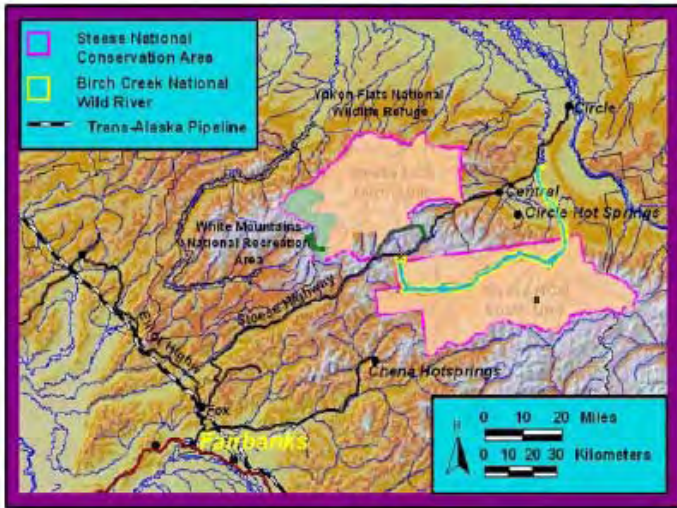 Steese National
Conservation Area
Birch Creek National
Wild River
Trans-Alaska Pipeline
Yukon Flats National
Wildlife Refuge
Circle
Central
Circle Hot Springs
White Mountains
National Recreation
Area
Steese Highway
Elliot Highw
Chena Hotsprings
Fox
Fairbanks
N
0 10 20 Miles
0 10 20 30 Kilometers